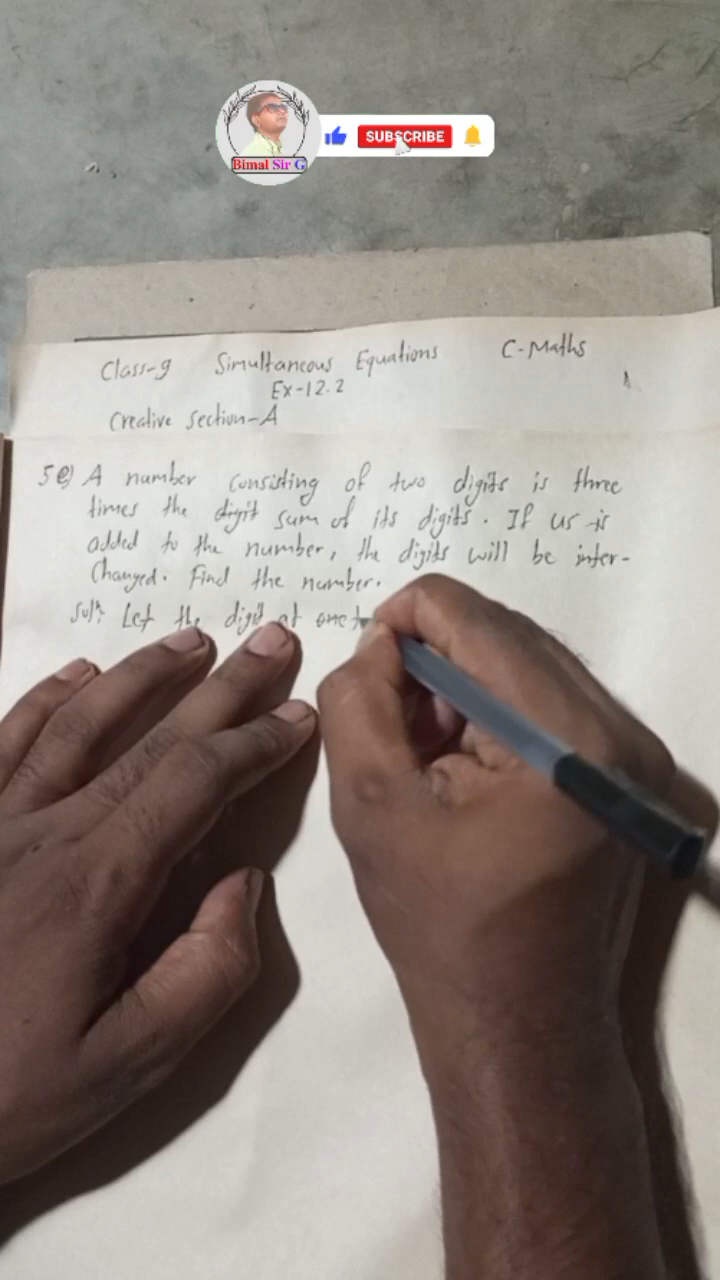 Bimal Sir G
SUBSCRIBE
Class-9 Simultaneous Equations C-Maths
Ex-12.2
Creative Section-A
5e) A number consisting of two digits is three
times the digit sum of its digits. If 45 is
added to the number, the digits will be inter-
changed. Find the number.
Solⁿ: Let the digit at one